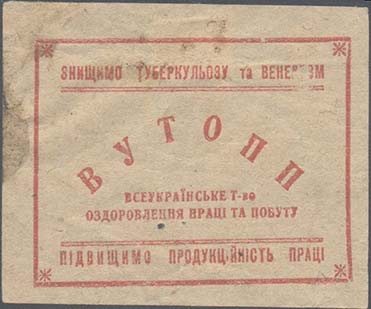 ЗНИЩИМО ТУБЕРКУЛЬОЗУ та ВЕНЕРИЗМ
ВУТОПП
ВСЕУКРАЇНСЬКЕ Т-во
ОЗДОРОВЛЕННЯ ПРАЦІ ТА ПОБУТУ
ПІДВИЩИМО ПРОДУКЦІЙНІСТЬ ПРАЦІ